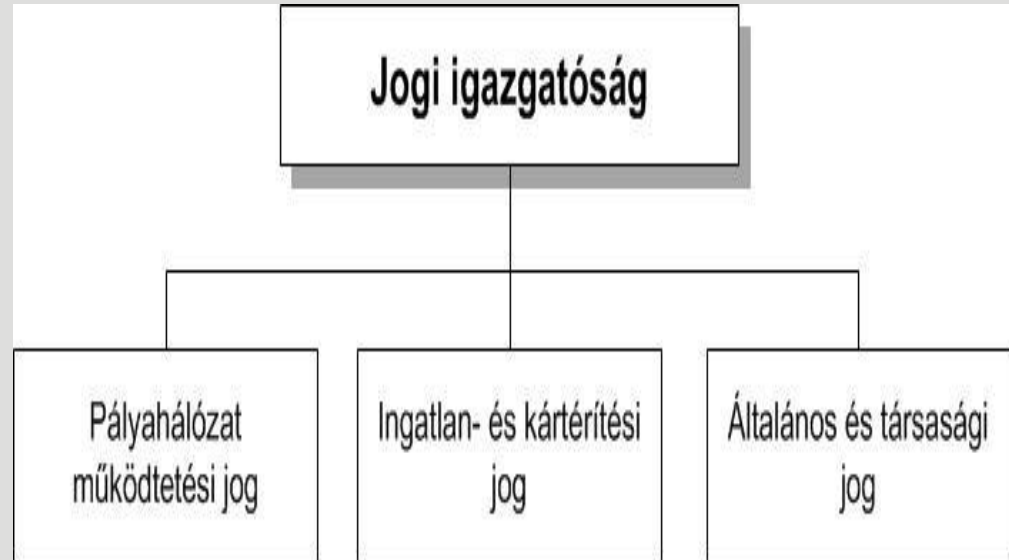 Jogi igazgatóság
Pályahálózat
működtetési jog
Ingatlan- és kártérítési
jog
Általános és társasági
jog